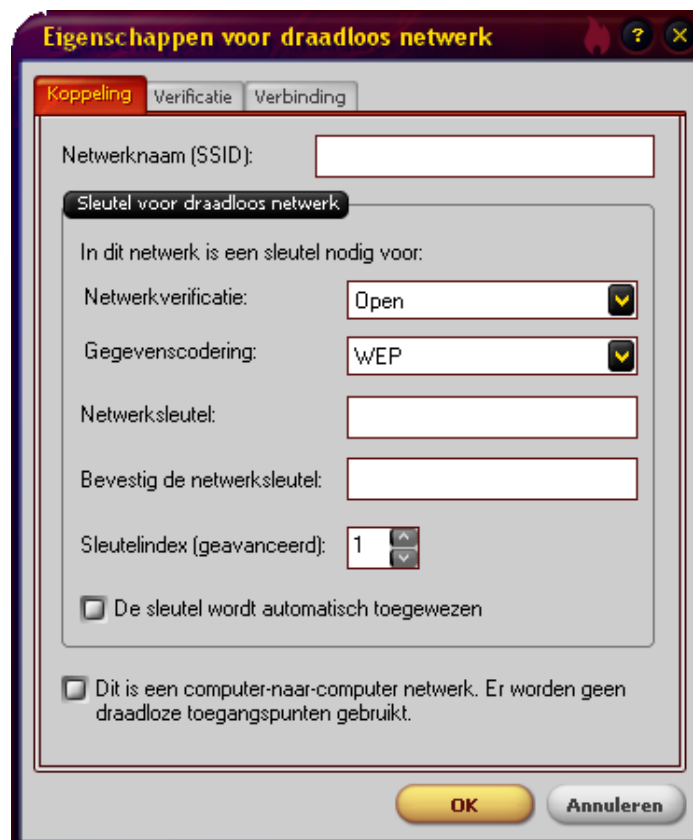 Eigenschappen voor draadloos netwerk ? ×
Koppeling Verificatie Verbinding
Netwerknaam (SSID):
Sleutel voor draadloos netwerk
In dit netwerk is een sleutel nodig voor:
Netwerkverificatie: Open
Gegevenscodering: WEP
Netwerksleutel:
Bevestig de netwerksleutel:
Sleutelindex (geavanceerd): 1
De sleutel wordt automatisch toegewezen
Dit is een computer-naar-computer netwerk. Er worden geen
draadloze toegangspunten gebruikt.
OK Annuleren